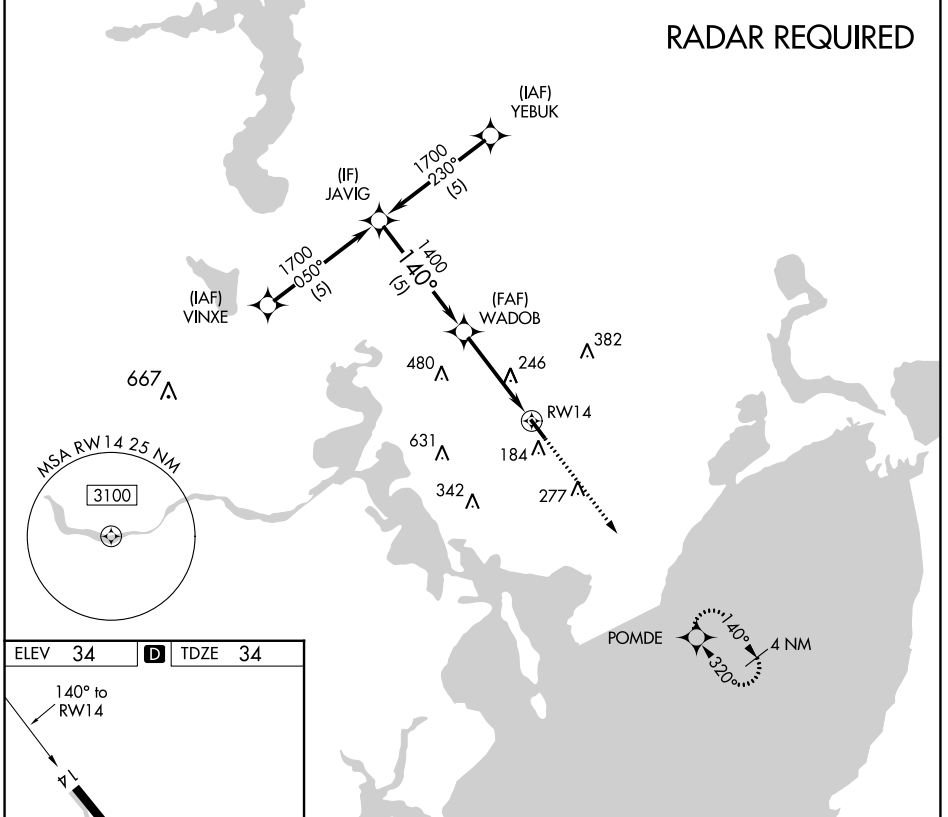 RADAR REQUIRED
(IAF)
YEBUK
1700
230°
(5)
(IF)
JAVIG
1700
050°
(5)
1400
140°
(5)
(IAF)
VINXE
(FAF)
WADOB
382
480
246
667
RW14
MSA RW14 25 NM
631
184
3100
342
277
POMDE
140°
4 NM
320°
ELEV 34
D
TDZE 34
140° to
RW14
14